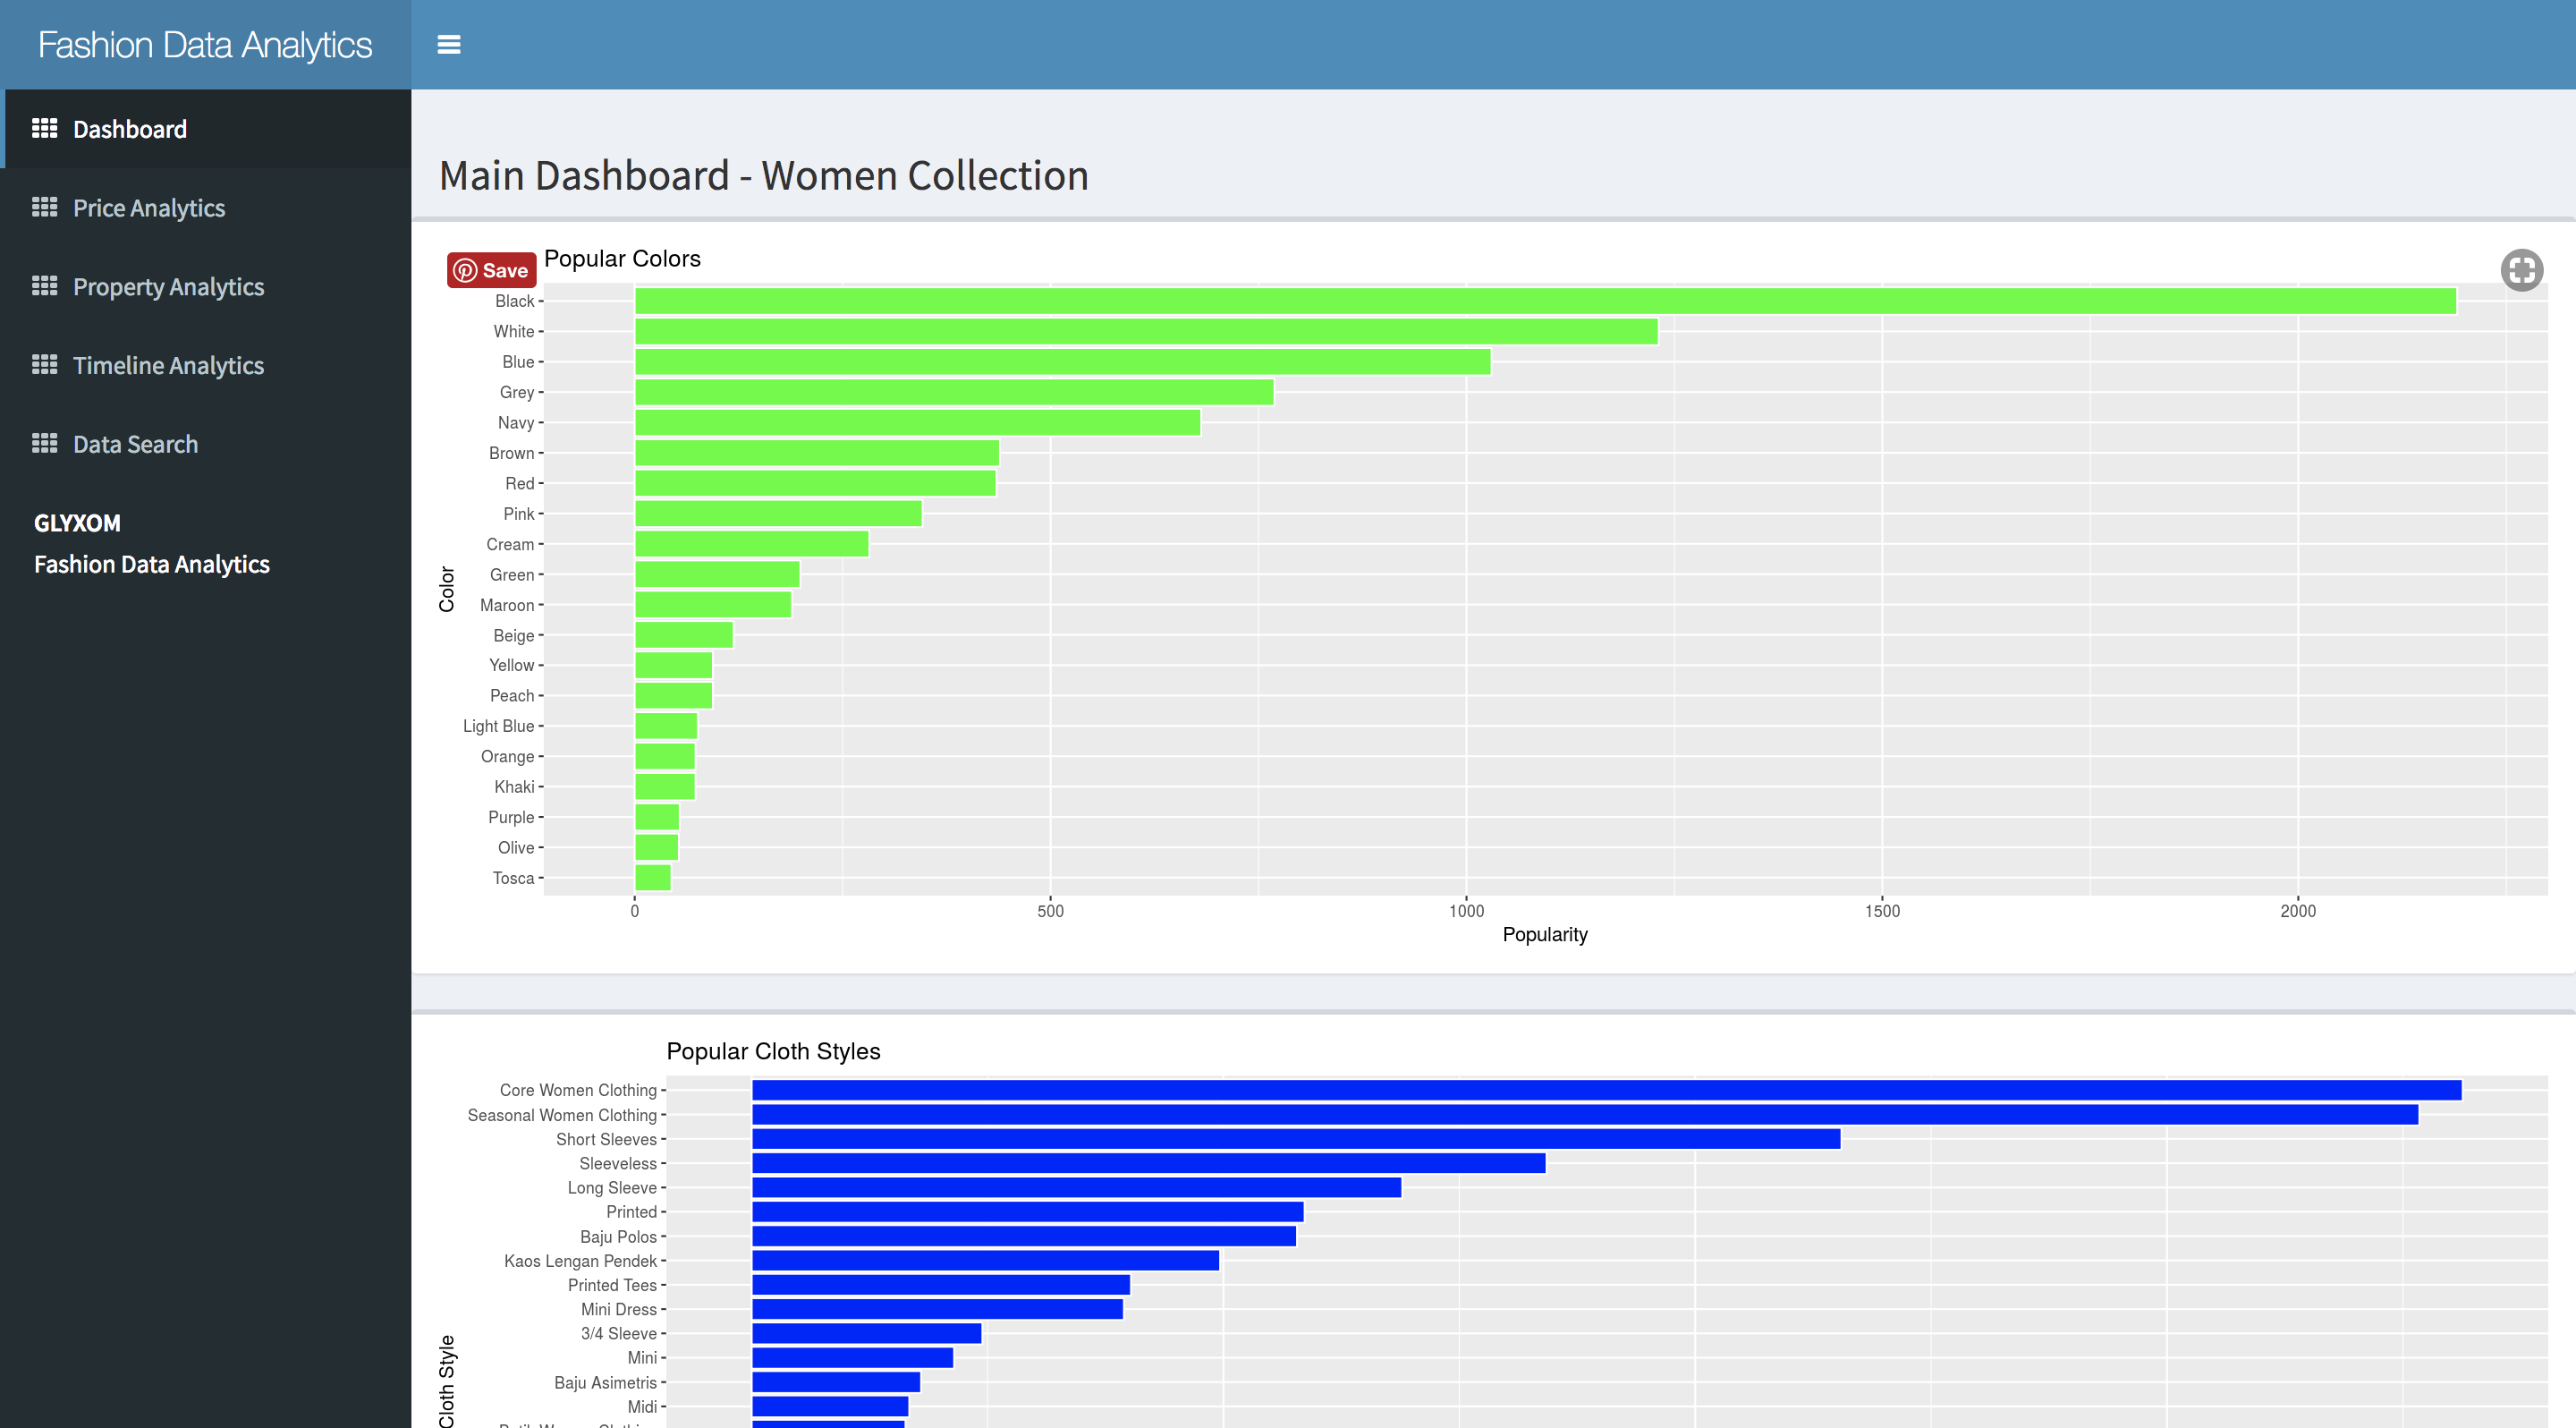 Fashion Data Analytics
Dashboard
Price Analytics
Property Analytics
Timeline Analytics
Data Search
GLYXOM
Fashion Data Analytics
Main Dashboard - Women Collection
Save
Popular Colors
Black
White
Blue
Grey
Navy
Brown
Red
Pink
Cream
Green
Maroon
Beige
Yellow
Peach
Light Blue
Orange
Khaki
Purple
Olive
Tosca
Color
0 500 1000 1500 2000
Popularity
Popular Cloth Styles
Core Women Clothing
Seasonal Women Clothing
Short Sleeves
Sleeveless
Long Sleeve
Printed
Baju Polos
Kaos Lengan Pendek
Printed Tees
Mini Dress
3/4 Sleeve
Mini
Baju Asimetris
Midi
Cloth Style